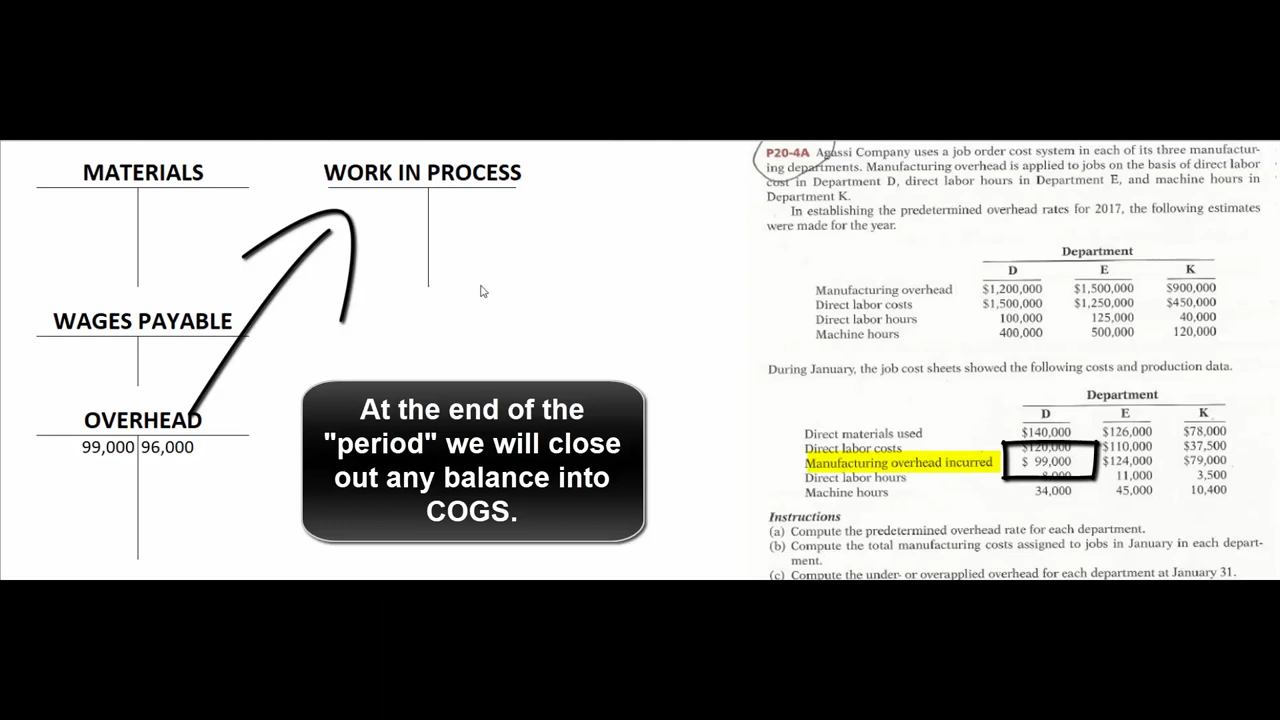 MATERIALS
WORK IN PROCESS
WAGES PAYABLE
OVERHEAD
99,000 96,000
At the end of the
"period" we will close
out any balance into
COGS.
P20-4A Agassi Company uses a job order cost system in each of its three manufactur-
ing departments. Manufacturing overhead is applied to jobs on the basis of direct labor
cost in Department D, direct labor hours in Department E, and machine hours in
Department K.
In establishing the predetermined overhead rates for 2017, the following estimates
were made for the year.
Department
D E K
Manufacturing overhead $1,200,000 $1,500,000 $900,000
Direct labor costs $1,500,000 $1,250,000 $450,000
Direct labor hours 100,000 125,000 40,000
Machine hours 400,000 500,000 120,000
During January, the job cost sheets showed the following costs and production data.
Department
D E K
Direct materials used $140,000 $126,000 $78,000
Direct labor costs $120,000 $110,000 $37,500
Manufacturing overhead incurred $ 99,000 $124,000 $79,000
Direct labor hours 8,000 11,000 3,500
Machine hours 34,000 45,000 10,400
Instructions
(a) Compute the predetermined overhead rate for each department.
(b) Compute the total manufacturing costs assigned to jobs in January in each depart-
ment.
(c) Compute the under- or overapplied overhead for each department at January 31.